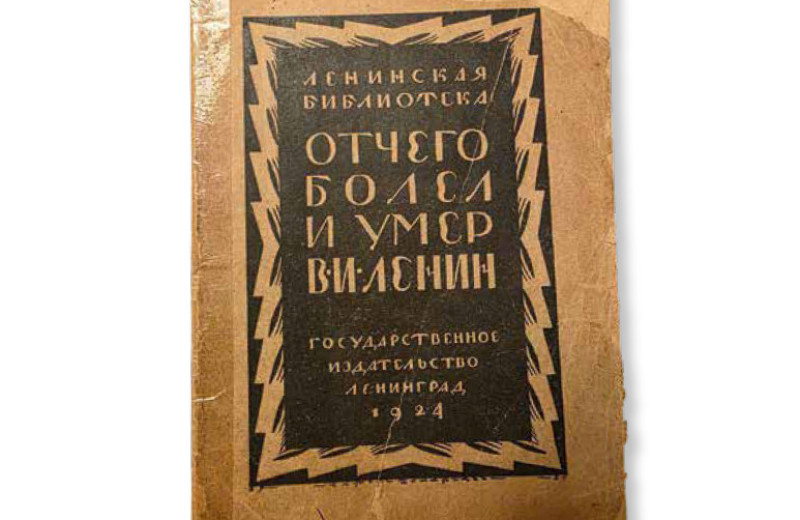 ЛЕНИНСКАЯ
БИБЛИОТЕКА
ОТЧЕГО
БОЛЕЛ
И УМЕР
В·И·ЛЕНИН
ГОСУДАРСТВЕННОЕ
ИЗДАТЕЛЬСТВО
ЛЕНИНГРАД
1924